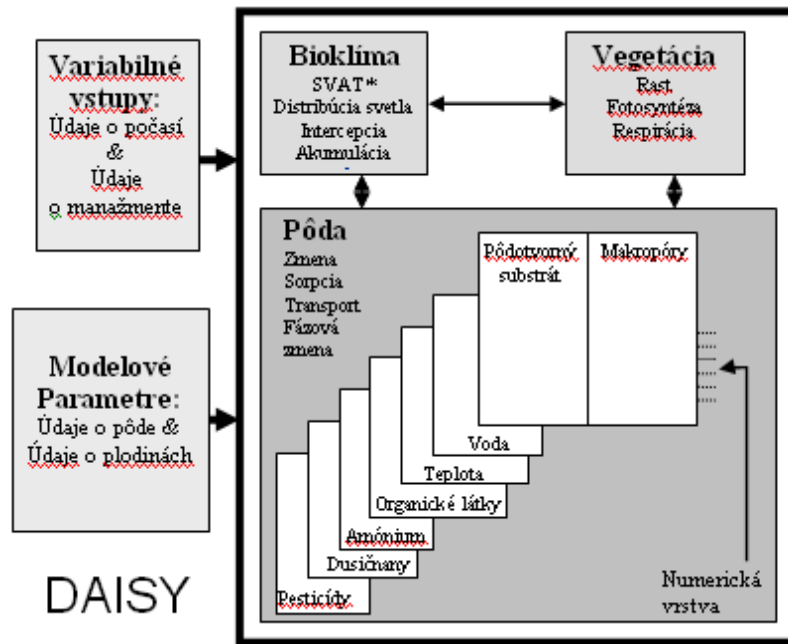 Variabilné
vstupy:
Údaje o počasí
&
Údaje
o manažmente
Modelové
Parametre:
Údaje o pôde &
Údaje o plodinách
DAISY
Bioklíma
SVAT*
Distribúcia svetla
Intercepcia
Akumulácia
Vegetácia
Rast
Fotosyntéza
Respirácia
Pôda
Zmena
Sorpcia
Transport
Fázová
zmena
Pôdotvorný
substrát
Makropóry
Voda
Teplota
Organické látky
Amónium
Dusičnany
Pesticídy
Numerická
vrstva